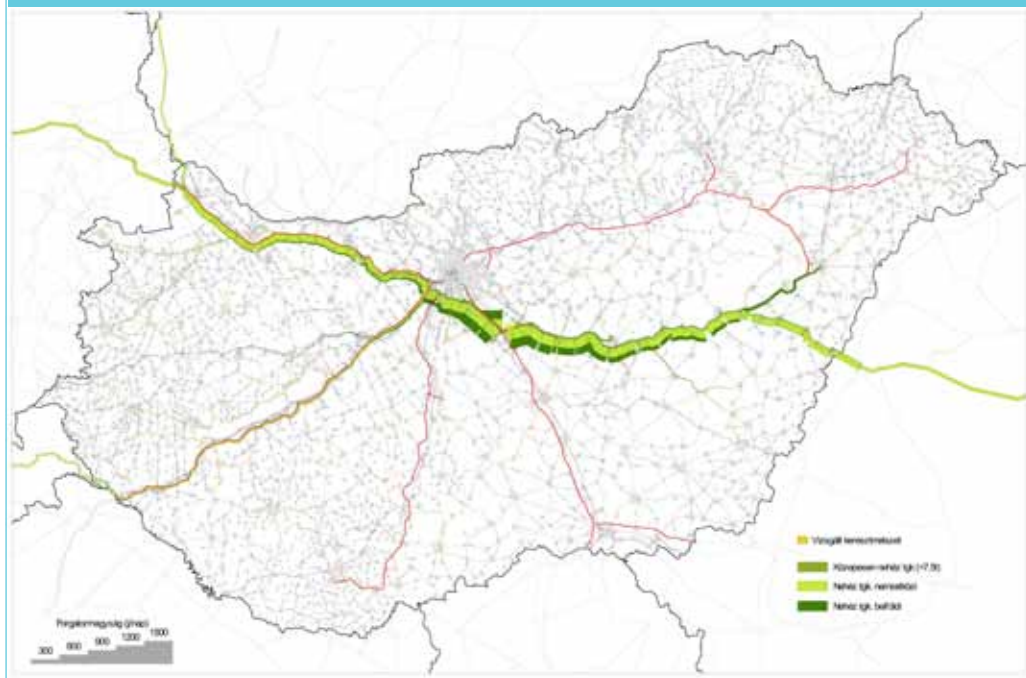 Vizsgált keresztmetszet
Közepesen nehéz tgk. (>7,5t)
Nehéz tgk. nemzetközi
Nehéz tgk. belföldi
Forgalomnagyság (j/nap)
300 600 900 1200 1500